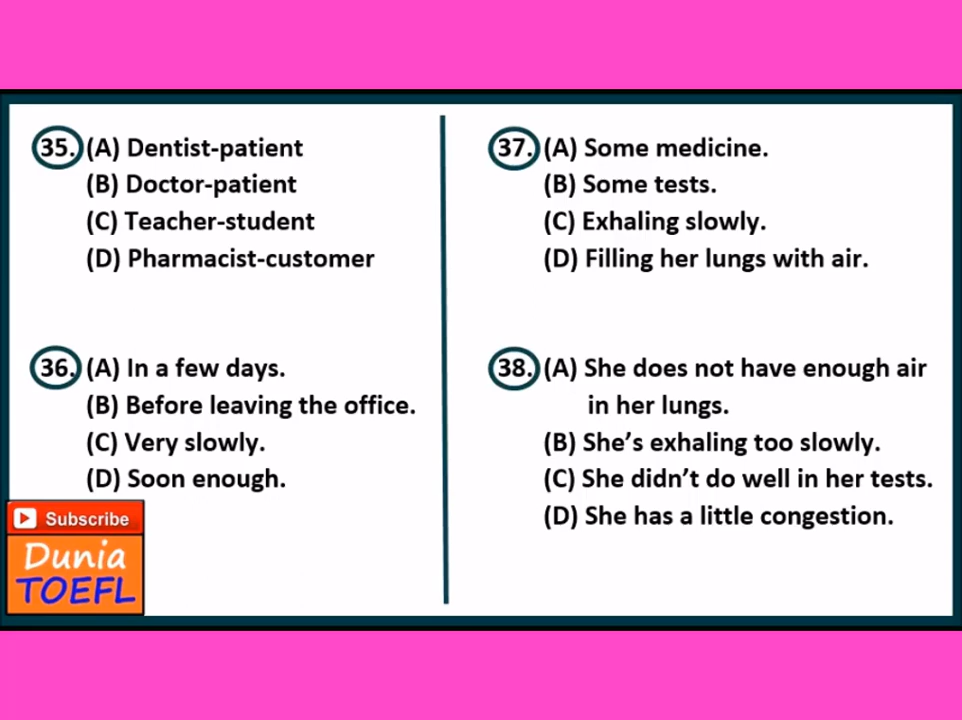 35. (A) Dentist-patient
(B) Doctor-patient
(C) Teacher-student
(D) Pharmacist-customer
36. (A) In a few days.
(B) Before leaving the office.
(C) Very slowly.
(D) Soon enough.
Subscribe
Dunia
TOEFL
37. (A) Some medicine.
(B) Some tests.
(C) Exhaling slowly.
(D) Filling her lungs with air.
38. (A) She does not have enough air
in her lungs.
(B) She’s exhaling too slowly.
(C) She didn’t do well in her tests.
(D) She has a little congestion.